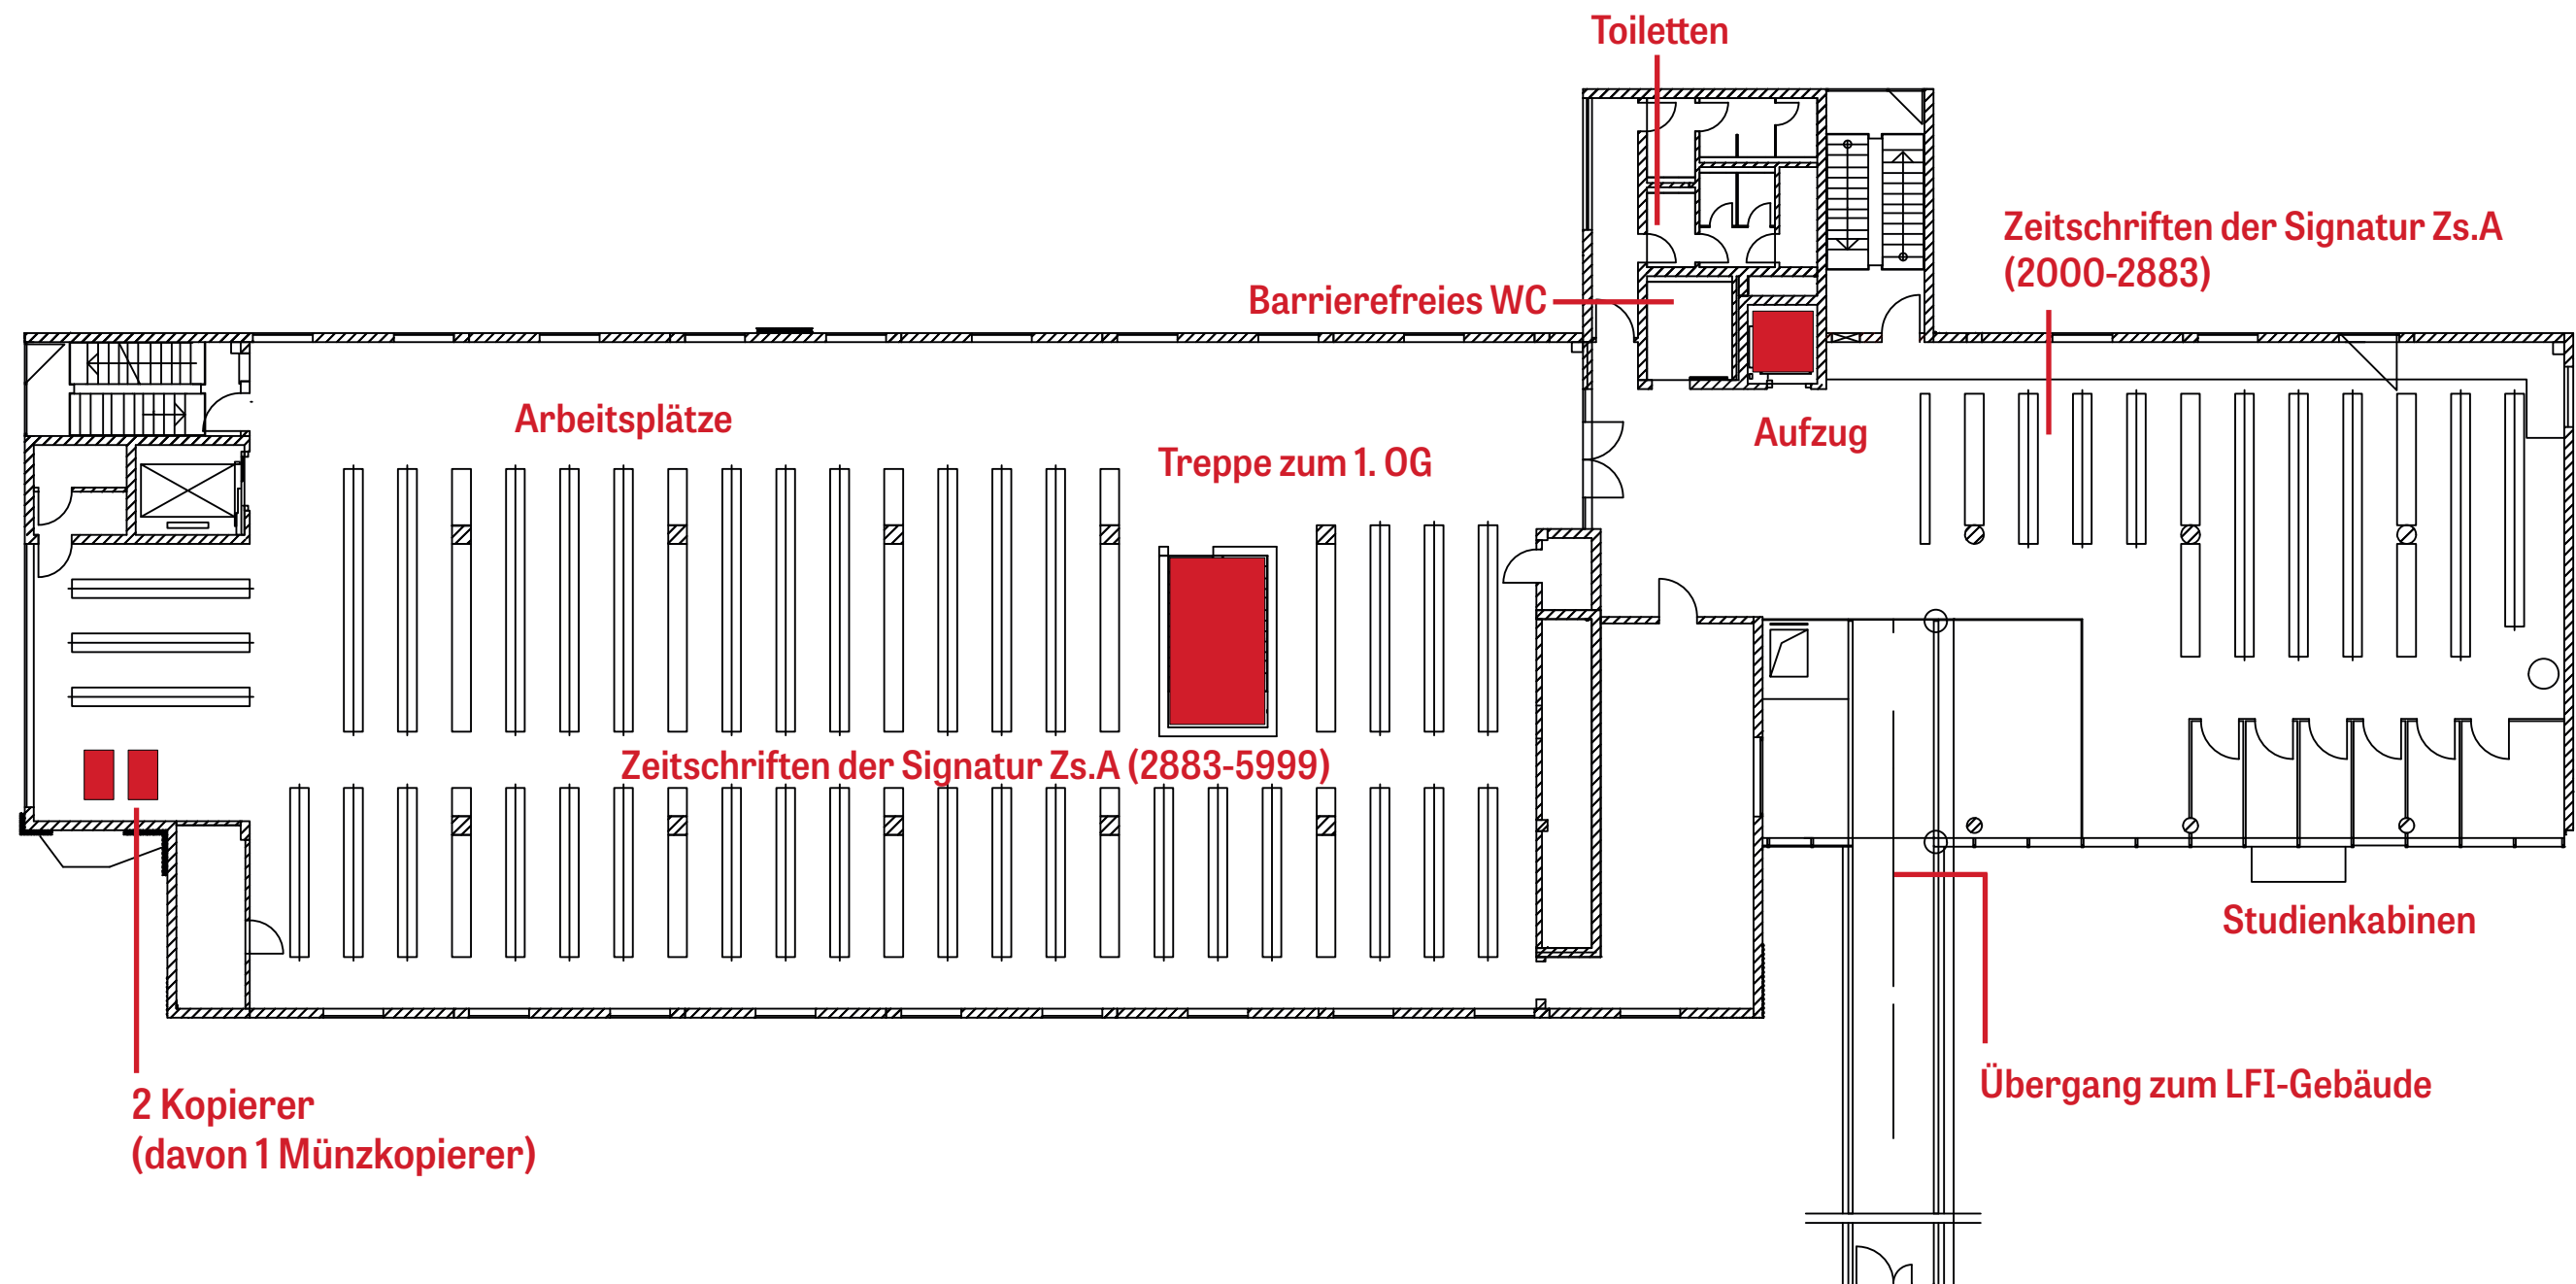 Toiletten
Zeitschriften der Signatur Zs.A
(2000-2883)
Barrierefreies WC
Arbeitsplätze
Aufzug
Treppe zum 1. OG
Zeitschriften der Signatur Zs.A (2883-5999)
Studienkabinen
Übergang zum LFI-Gebäude
2 Kopierer
(davon 1 Münzkopierer)